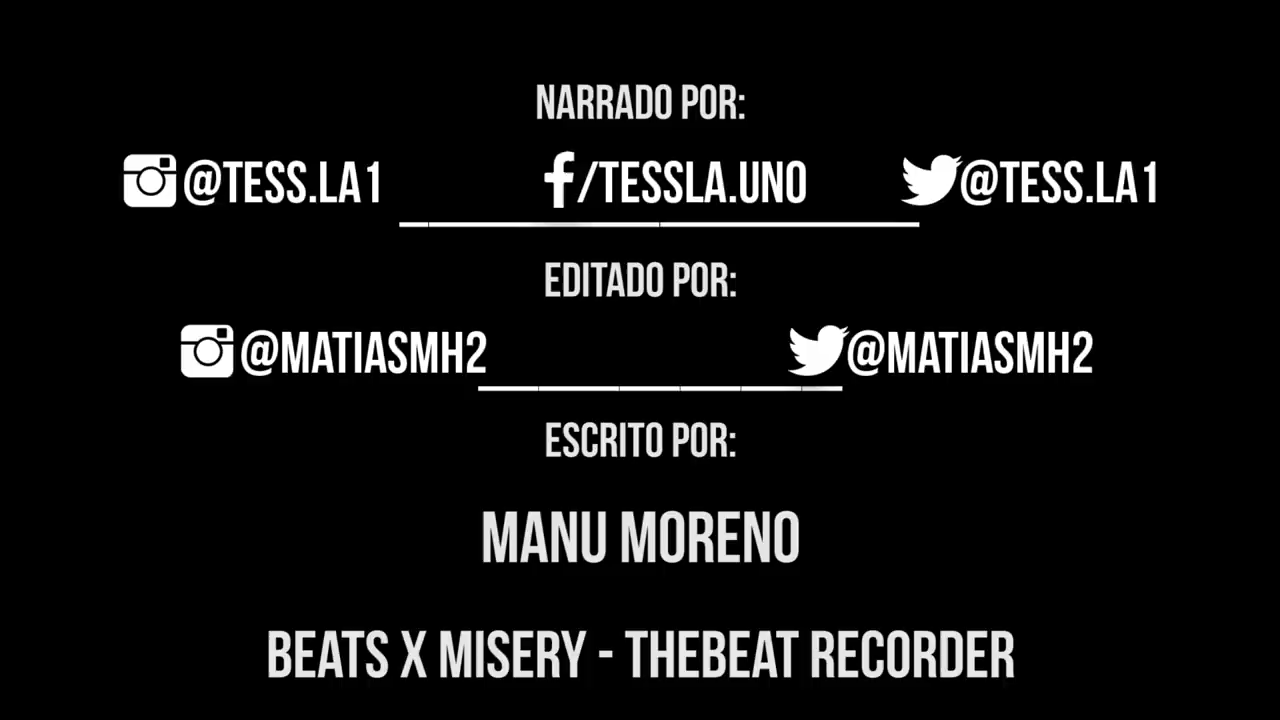 NARRADO POR:
@TESS.LA1 /TESSLA.UNO @TESS.LA1
EDITADO POR:
@MATIASMH2 @MATIASMH2
ESCRITO POR:
MANU MORENO
BEATS X MISERY - THEBEAT RECORDER